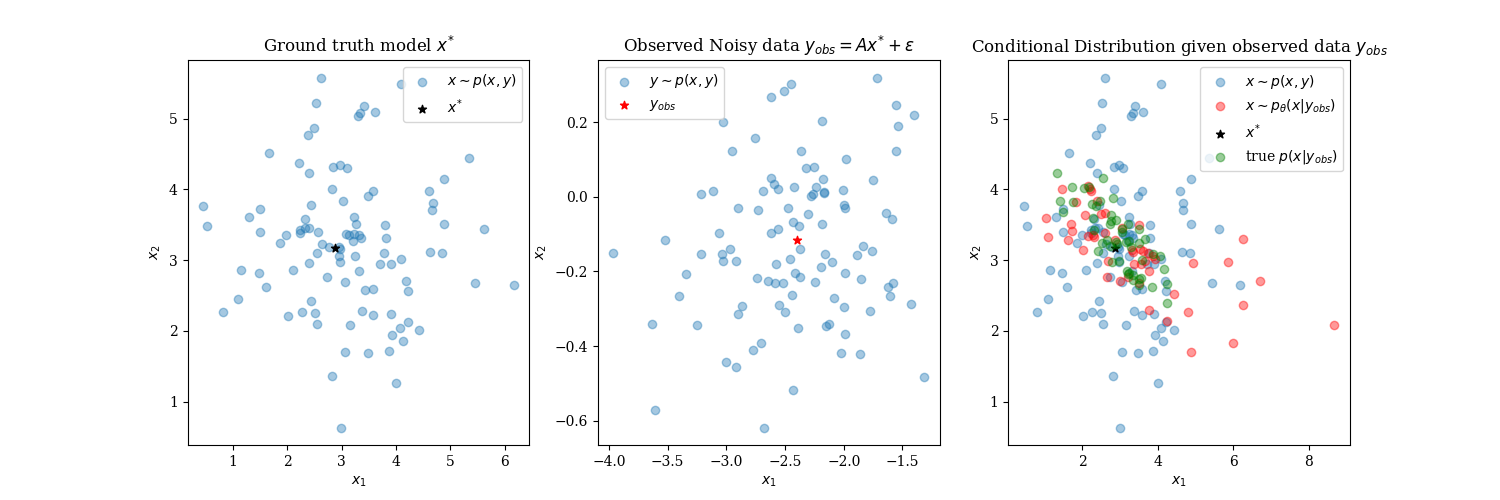 Ground truth model x*
x ~ p(x, y)
x*
5
4
3
2
1
x₂
1 2 3 4 5 6
x₁
Observed Noisy data y_obs = Ax* + ε
y ~ p(x, y)
y_obs
0.2
0.0
−0.2
−0.4
−0.6
x₂
−4.0 −3.5 −3.0 −2.5 −2.0 −1.5
x₁
Conditional Distribution given observed data y_obs
x ~ p(x, y)
x ~ p_θ(x|y_obs)
x*
true p(x|y_obs)
5
4
3
2
1
x₂
2 4 6 8
x₁